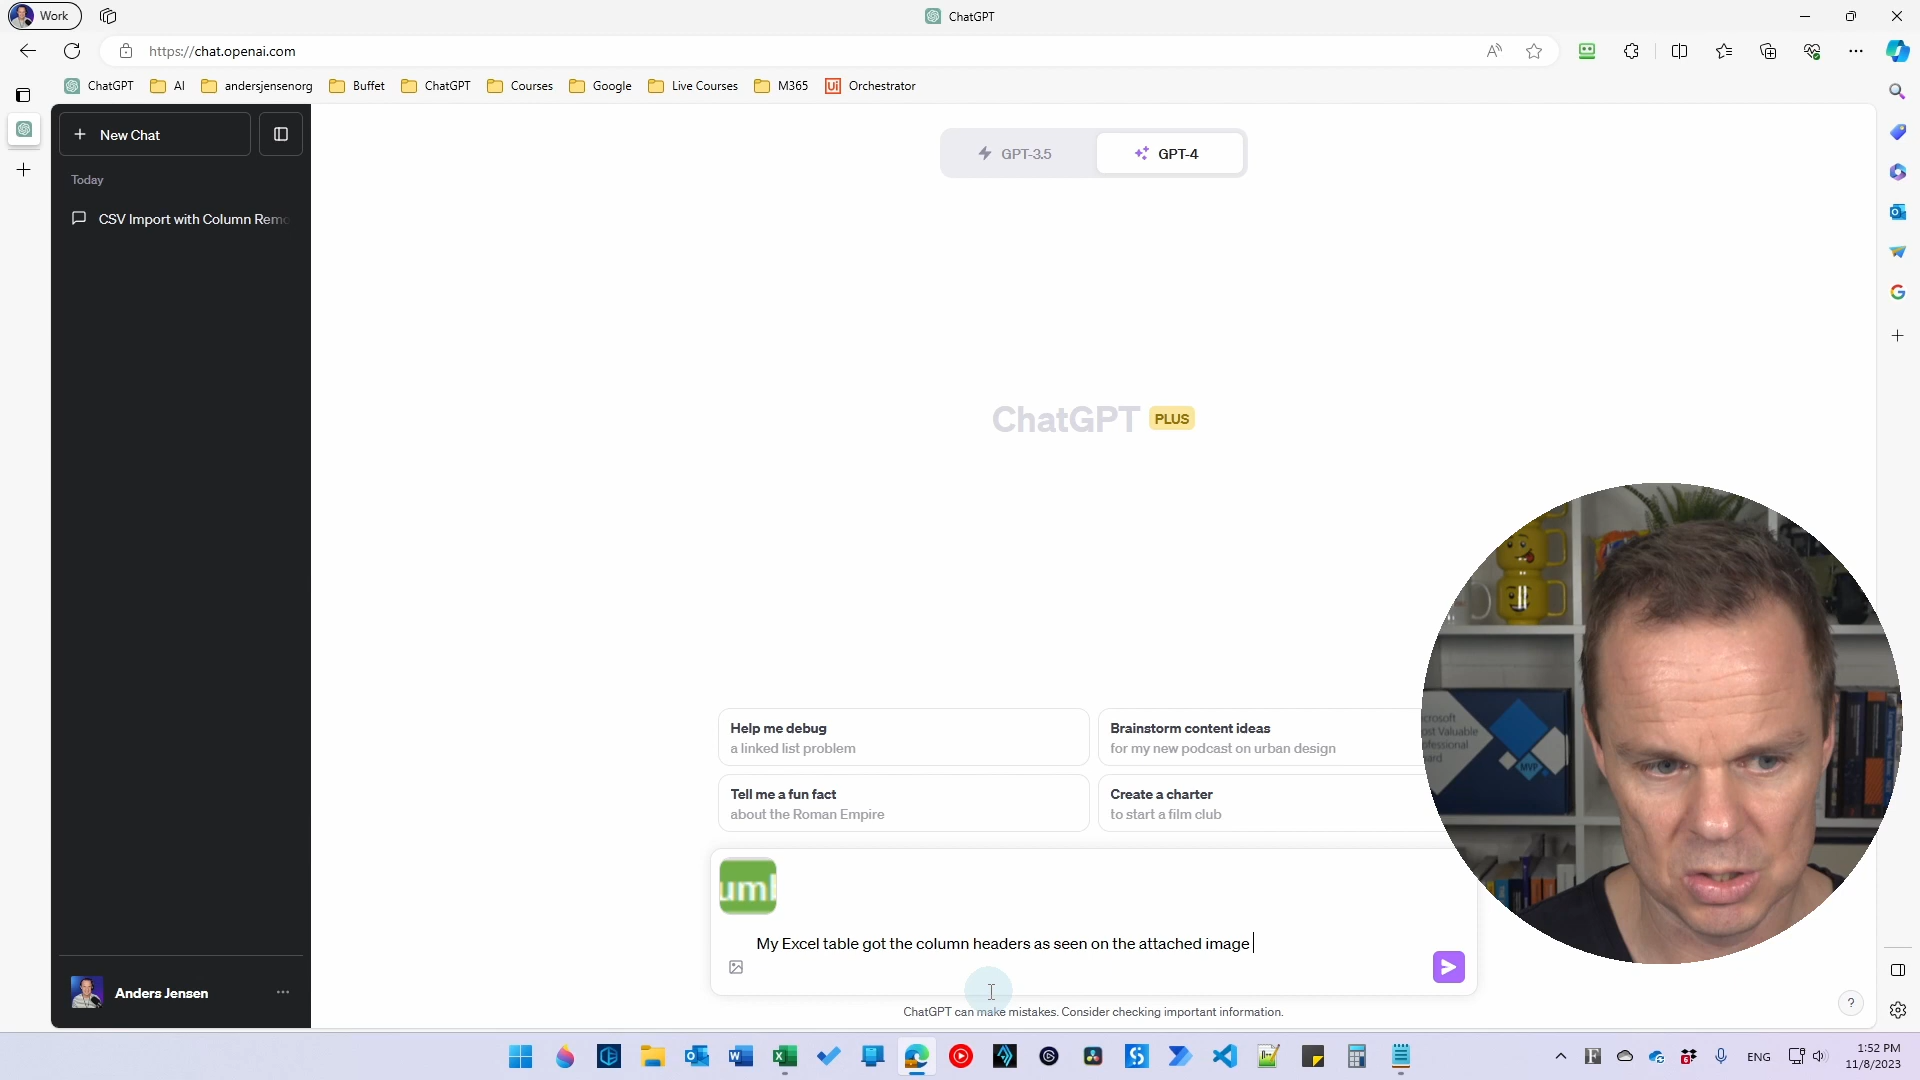 Work
ChatGPT
https://chat.openai.com
ChatGPT
AI
andersjensenorg
Buffet
ChatGPT
Courses
Google
Live Courses
M365
Ui Orchestrator
New Chat
Today
CSV Import with Column Remo
GPT-3.5
GPT-4
ChatGPT PLUS
Help me debug
a linked list problem
Brainstorm content ideas
for my new podcast on urban design
Tell me a fun fact
about the Roman Empire
Create a charter
to start a film club
uml
My Excel table got the column headers as seen on the attached image
ChatGPT can make mistakes. Consider checking important information.
Anders Jensen
?
MVP
ENG
1:52 PM
11/8/2023